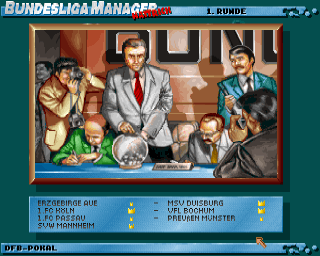 BUNDESLIGA MANAGER
HATTRICK
1. RUNDE
ERZGEBIRGE AUE - MSV DUISBURG
1.FC KÖLN - VFL BOCHUM
1.FC PASSAU - PREUßEN MÜNSTER
SVW MANNHEIM
DFB-POKAL